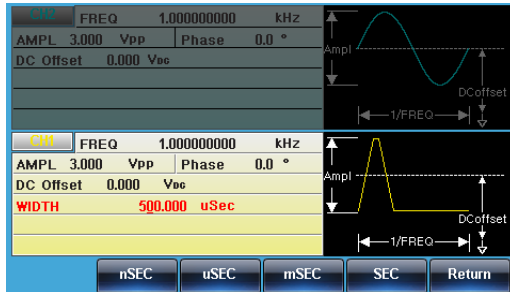 CH2 FREQ 1.000000000 kHz
AMPL 3.000 Vpp Phase 0.0 °
DC Offset 0.000 VDC
Ampl
DCoffset
1/FREQ
CH1 FREQ 1.000000000 kHz
AMPL 3.000 Vpp Phase 0.0 °
DC Offset 0.000 VDC
WIDTH 500.000 uSec
Ampl
DCoffset
1/FREQ
nSEC uSEC mSEC SEC Return